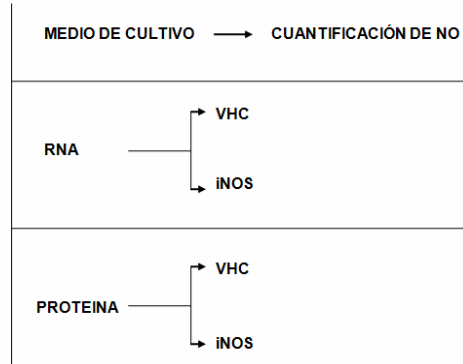 MEDIO DE CULTIVO CUANTIFICACIÓN DE NO
VHC
RNA
iNOS
VHC
PROTEINA
iNOS